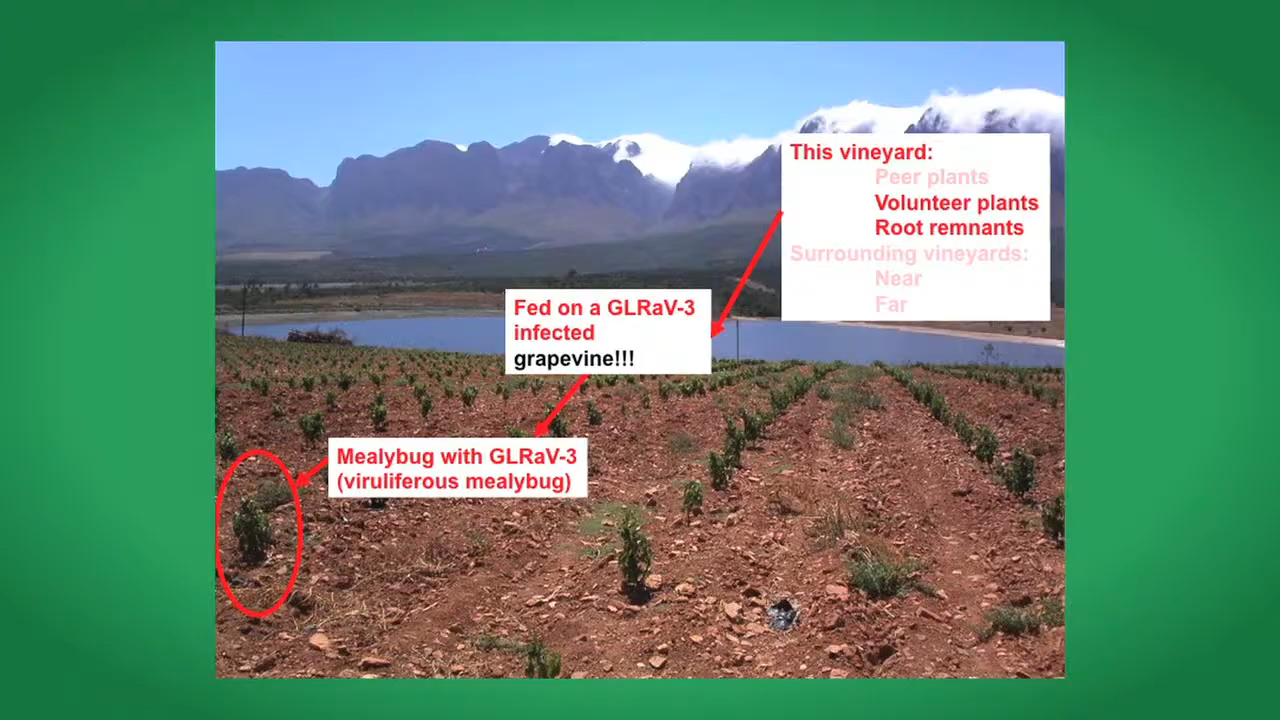 This vineyard:
Peer plants
Volunteer plants
Root remnants
Surrounding vineyards:
Near
Far
Fed on a GLRaV-3
infected
grapevine!!!
Mealybug with GLRaV-3
(viruliferous mealybug)